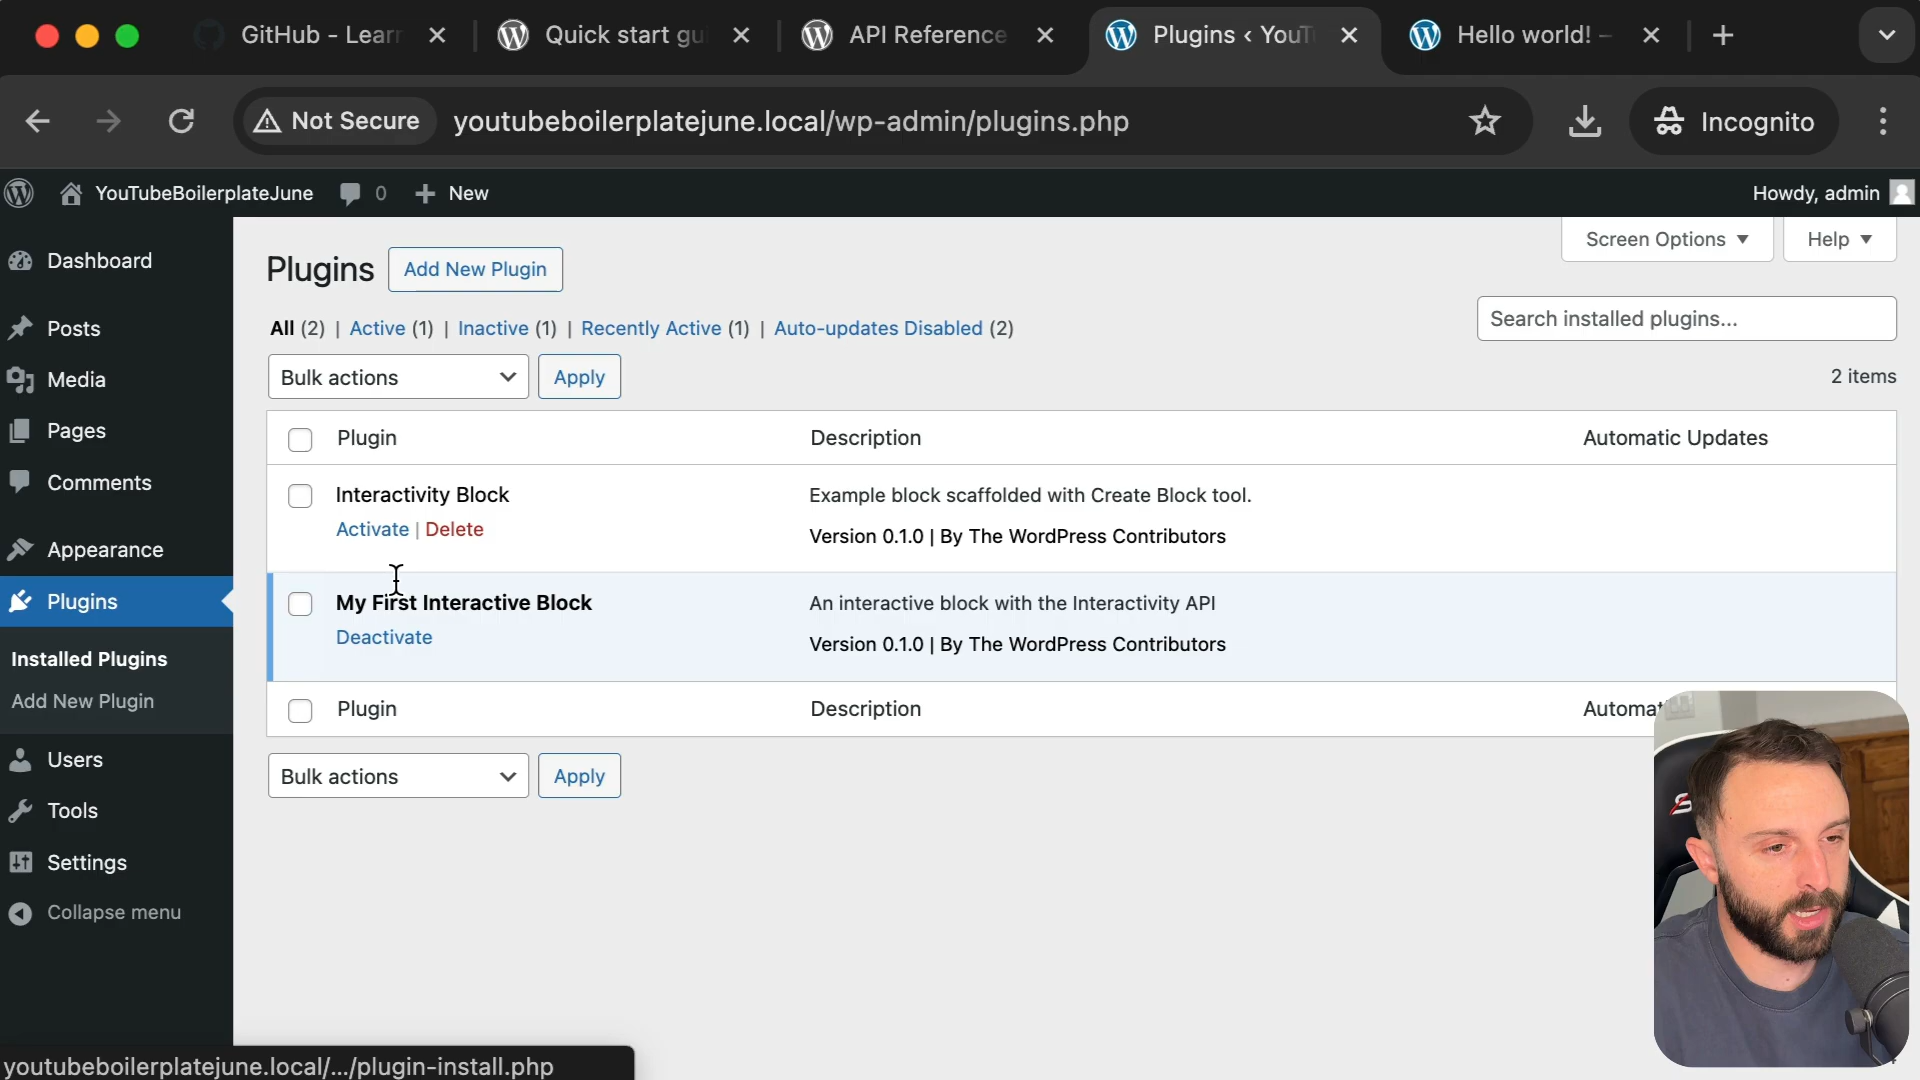 GitHub - Learn
Quick start gu
API Reference
Plugins ‹ YouT
Hello world! –
Not Secure
youtubeboilerplatejune.local/wp-admin/plugins.php
Incognito
YouTubeBoilerplateJune
0
New
Howdy, admin
Dashboard
Posts
Media
Pages
Comments
Appearance
Plugins
Installed Plugins
Add New Plugin
Users
Tools
Settings
Collapse menu
Plugins
Add New Plugin
Screen Options
Help
All (2) | Active (1) | Inactive (1) | Recently Active (1) | Auto-updates Disabled (2)
Search installed plugins...
Bulk actions
Apply
2 items
Plugin
Description
Automatic Updates
Interactivity Block
Activate | Delete
Example block scaffolded with Create Block tool.
Version 0.1.0 | By The WordPress Contributors
My First Interactive Block
Deactivate
An interactive block with the Interactivity API
Version 0.1.0 | By The WordPress Contributors
Plugin
Description
Automat
Bulk actions
Apply
youtubeboilerplatejune.local/.../plugin-install.php